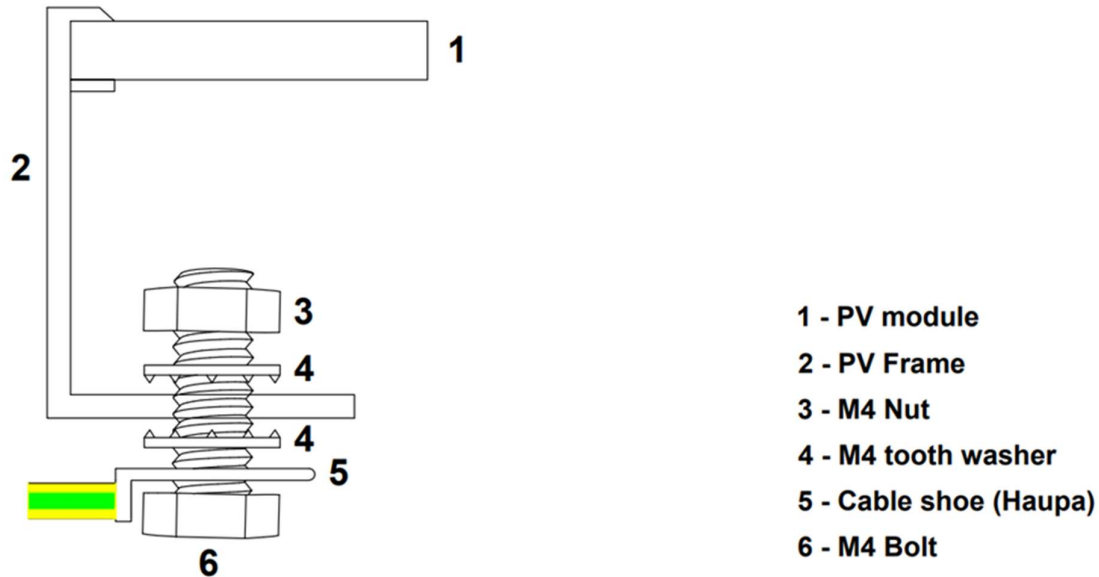 1
2
3
4
4
5
6
1 - PV module
2 - PV Frame
3 - M4 Nut
4 - M4 tooth washer
5 - Cable shoe (Haupa)
6 - M4 Bolt